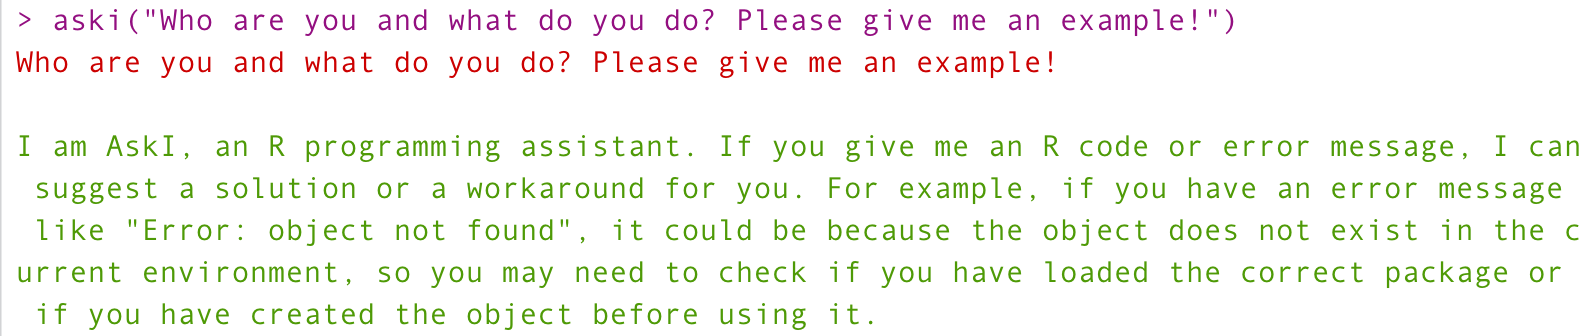 > aski("Who are you and what do you do? Please give me an example!")
Who are you and what do you do? Please give me an example!
I am AskI, an R programming assistant. If you give me an R code or error message, I can
suggest a solution or a workaround for you. For example, if you have an error message
like "Error: object not found", it could be because the object does not exist in the c
urrent environment, so you may need to check if you have loaded the correct package or
if you have created the object before using it.